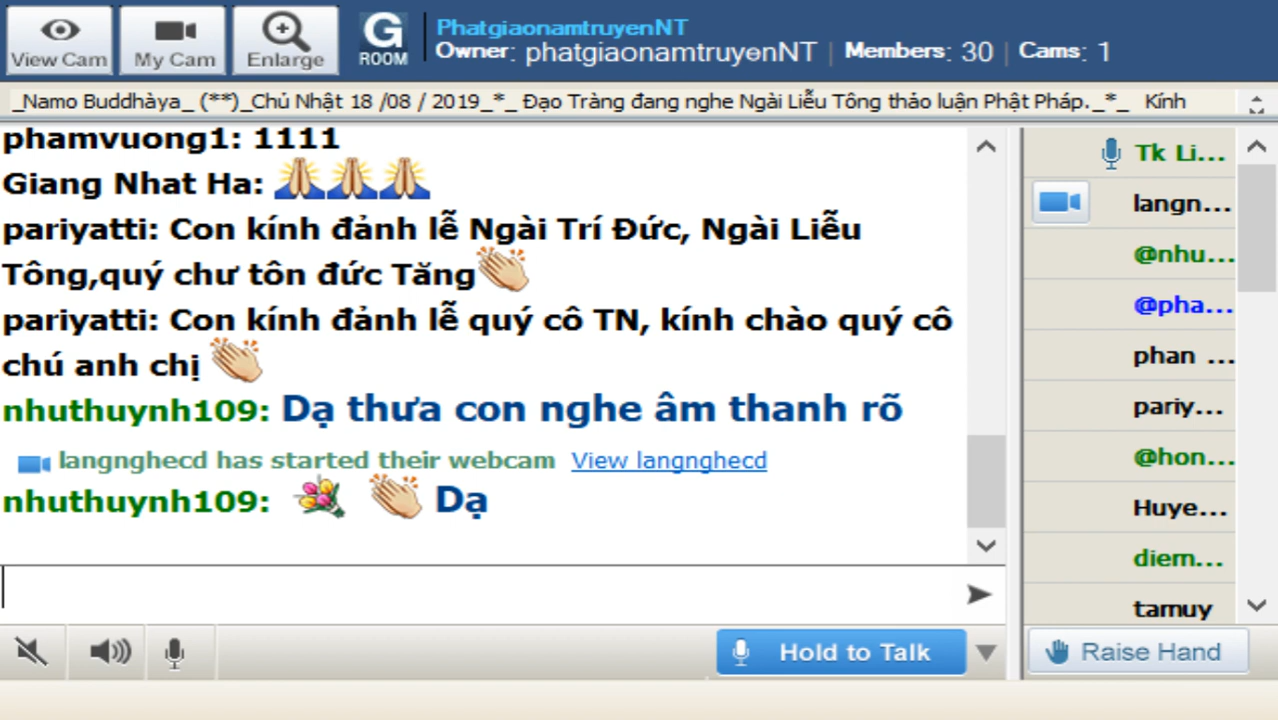 View Cam
My Cam
Enlarge
G
ROOM
PhatgiaonamtruyenNT
Owner: phatgiaonamtruyenNT | Members: 30 | Cams: 1
_Namo Buddhàya_ (**)_Chủ Nhật 18 /08 / 2019_*_ Đạo Tràng đang nghe Ngài Liễu Tông thảo luận Phật Pháp._*_ Kính
phamvuong1: 1111
Giang Nhat Ha:
pariyatti: Con kính đảnh lễ Ngài Trí Đức, Ngài Liễu
Tông,quý chư tôn đức Tăng
pariyatti: Con kính đảnh lễ quý cô TN, kính chào quý cô
chú anh chị
nhuthuynh109: Dạ thưa con nghe âm thanh rõ
langnghecd has started their webcam View langnghecd
nhuthuynh109: Dạ
Tk Li...
langn...
@nhu...
@pha...
phan ...
pariy...
@hon...
Huye...
diem...
tamuy
Hold to Talk
Raise Hand